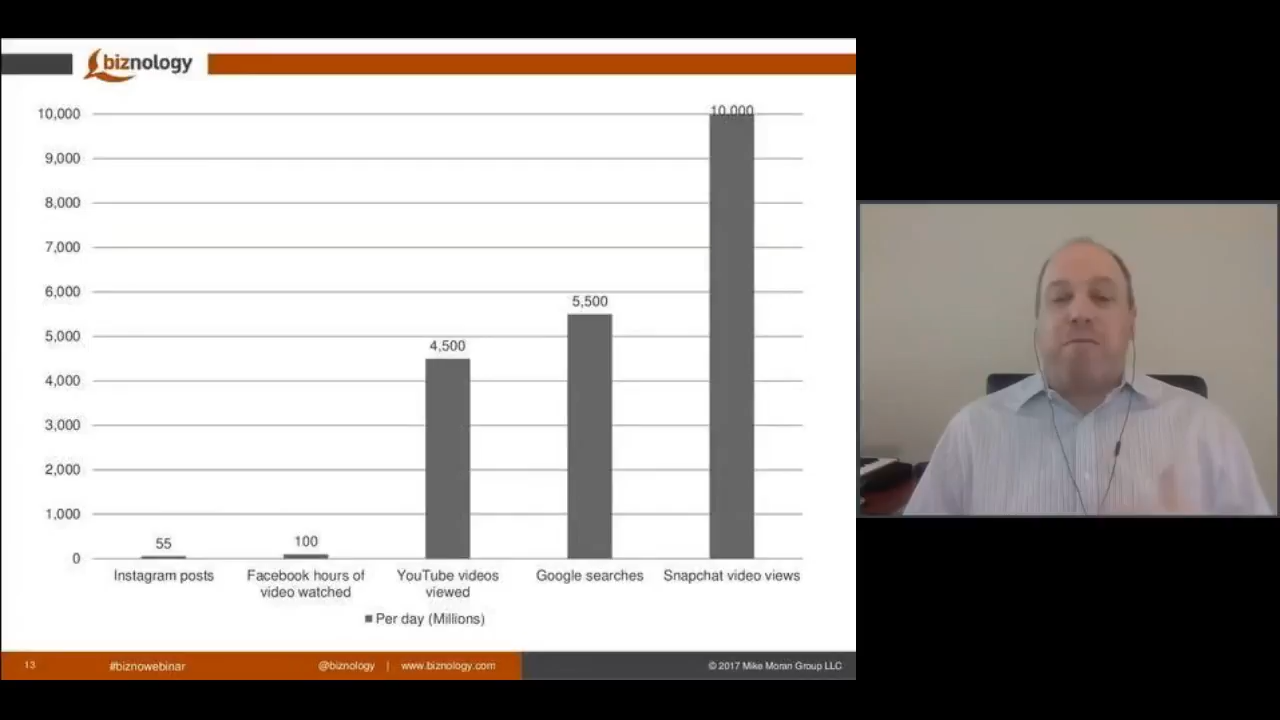 biznology
10,000
9,000
8,000
7,000
6,000
5,000
4,000
3,000
2,000
1,000
0
55
100
4,500
5,500
10,000
Instagram posts
Facebook hours of
video watched
YouTube videos
viewed
Google searches
Snapchat video views
Per day (Millions)
13
#biznowebinar
@biznology | www.biznology.com
© 2017 Mike Moran Group LLC